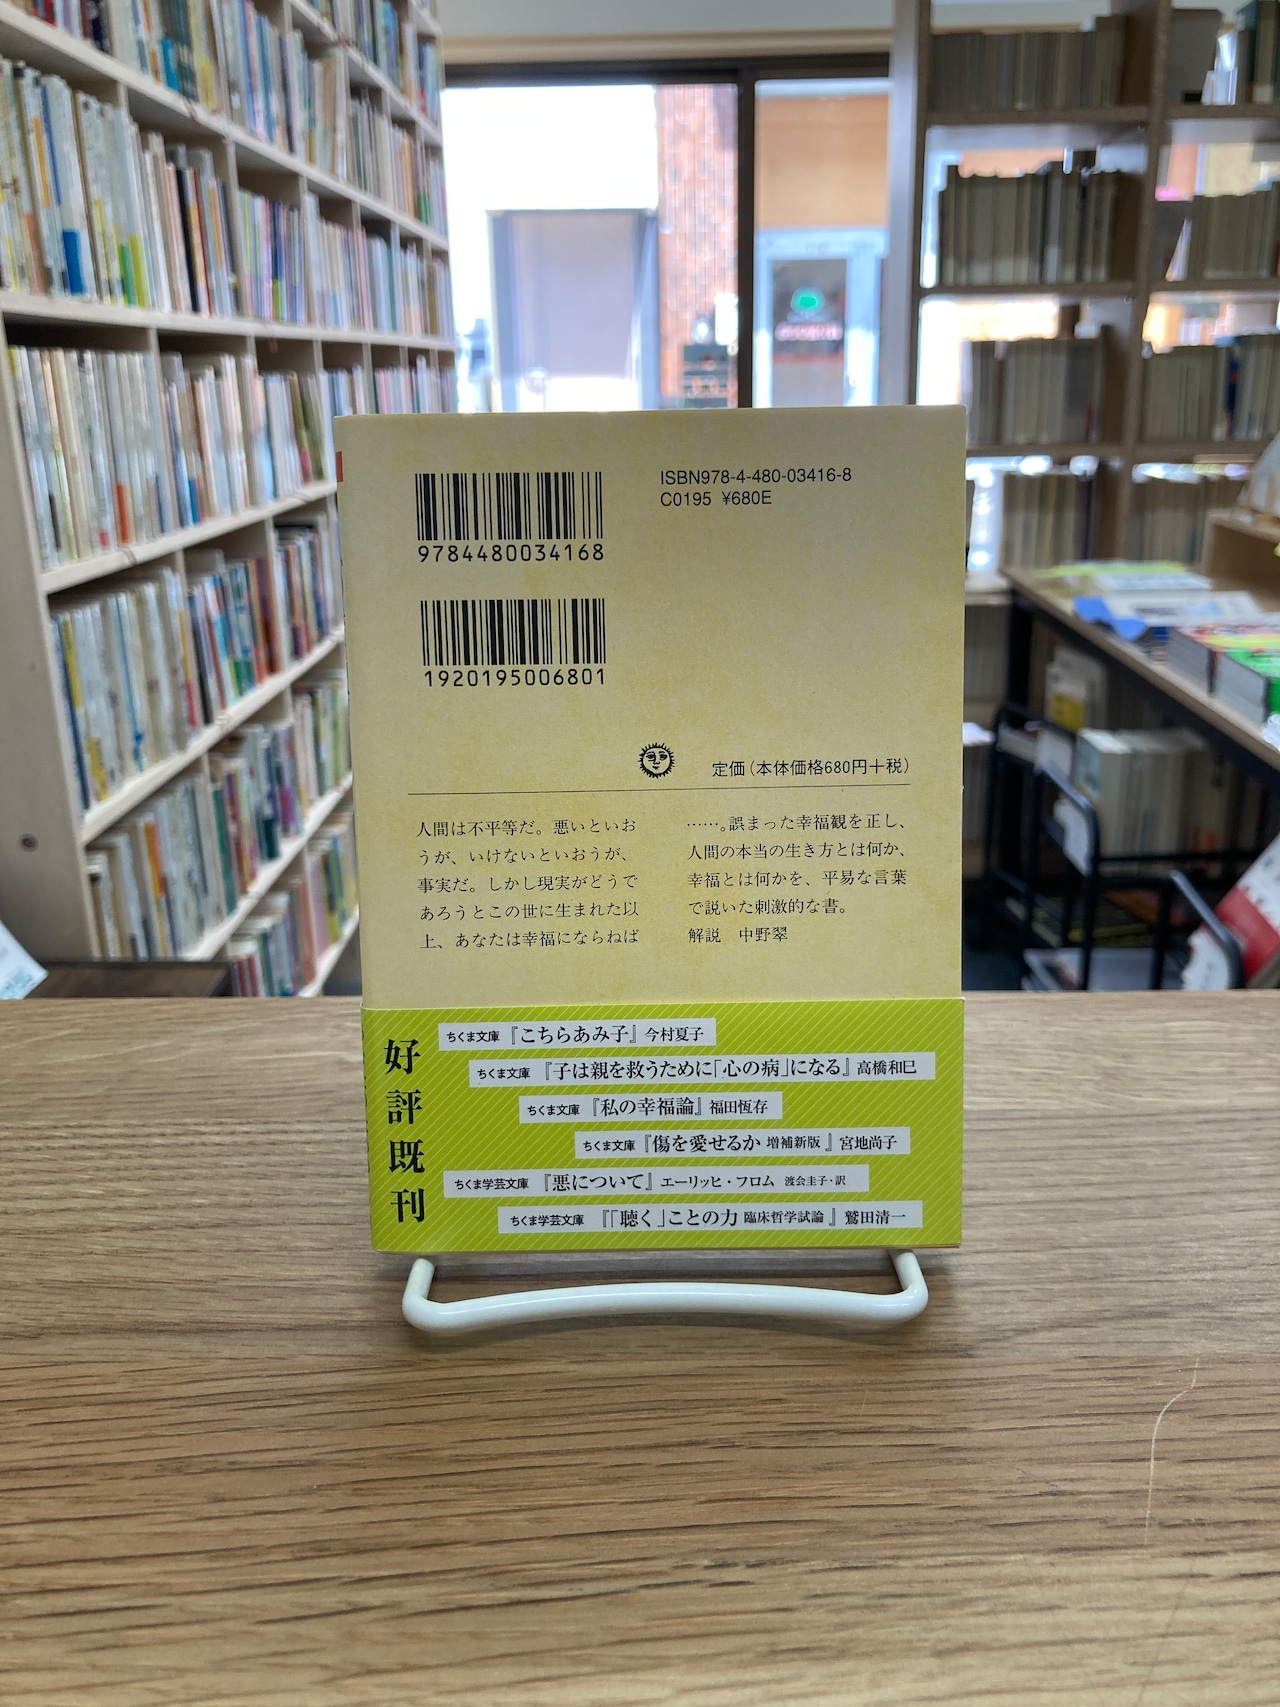 ISBN978-4-480-03416-8
C0195 ¥680E
9784480034168
1920195006801
定価(本体価格680円+税)
人間は不平等だ。悪いといお
うが、いけないといおうが、
事実だ。しかし現実がどうで
あろうとこの世に生まれた以
上、あなたは幸福にならねば
……。誤まった幸福観を正し、
人間の本当の生き方とは何か、
幸福とは何かを、平易な言葉
で説いた刺激的な書。
解説 中野翠
好評既刊
ちくま文庫 『こちらあみ子』 今村夏子
ちくま文庫 『子は親を救うために「心の病」になる』 高橋和巳
ちくま文庫 『私の幸福論』 福田恆存
ちくま文庫 『傷を愛せるか 増補新版』 宮地尚子
ちくま学芸文庫 『悪について』 エーリッヒ・フロム 渡会圭子・訳
ちくま学芸文庫 『「聴く」ことの力 臨床哲学試論』 鷲田清一